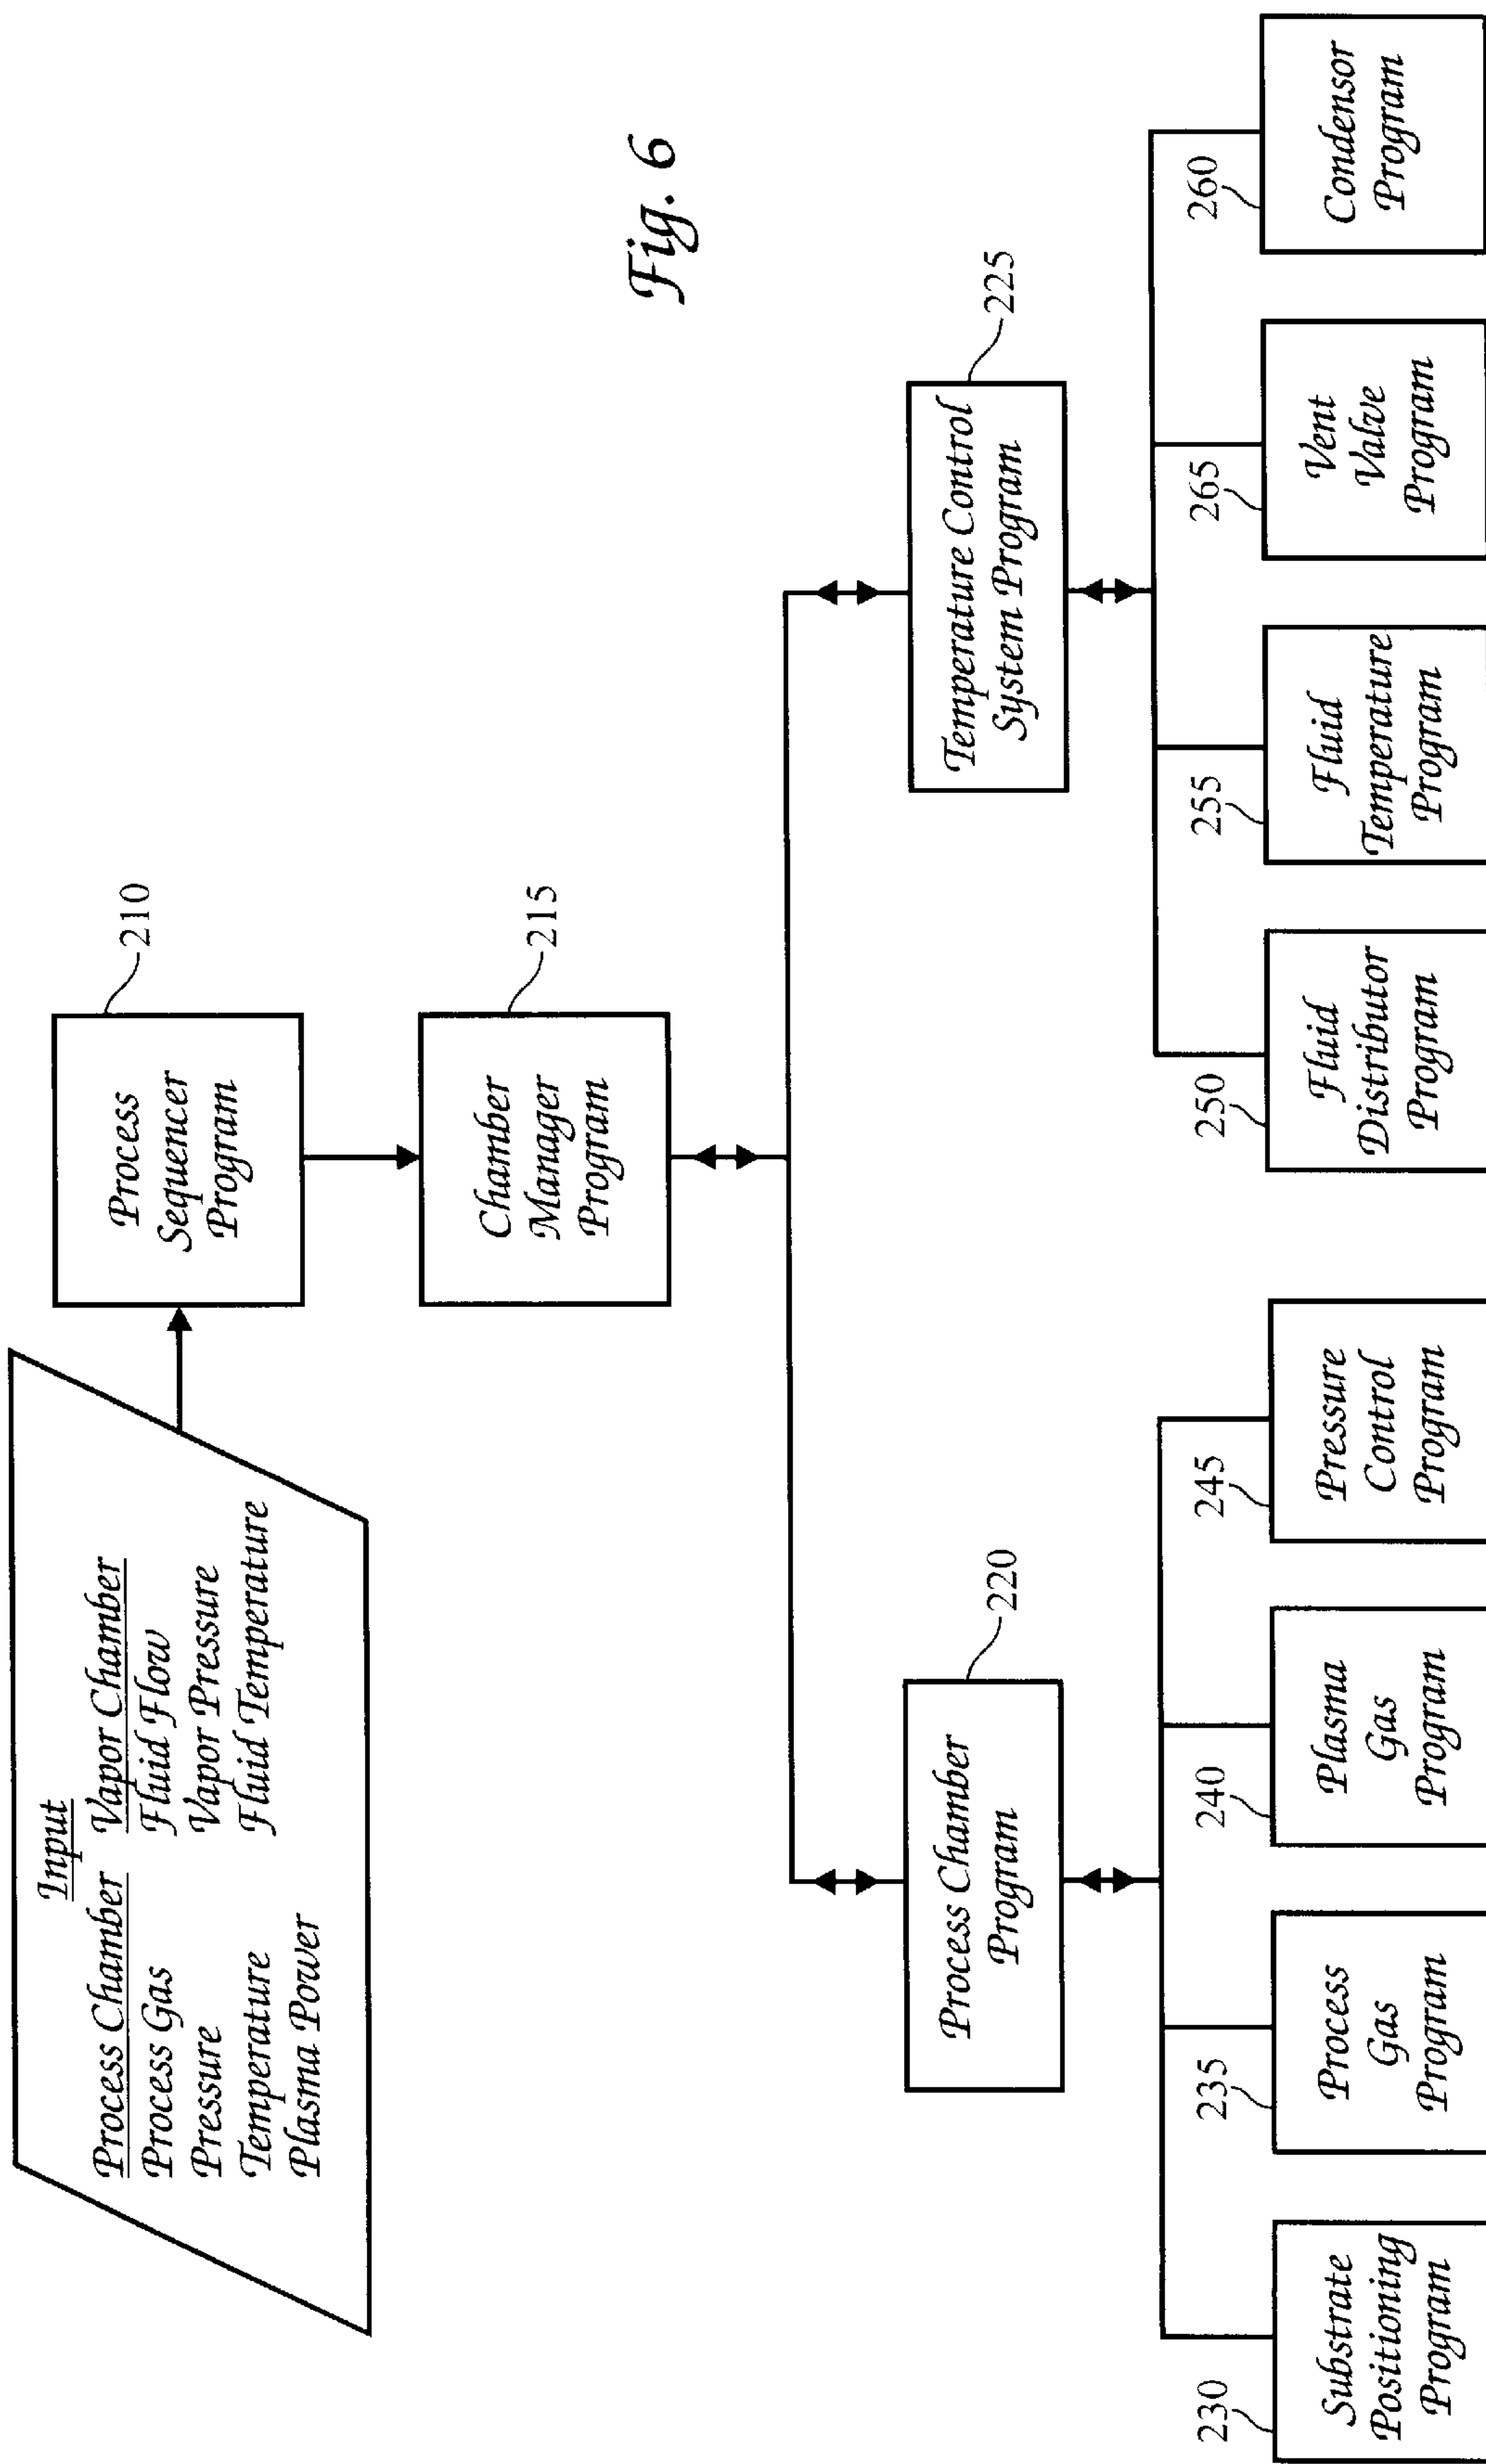 Input
Process Chamber
Process Gas
Pressure
Temperature
Plasma Power
Vapor Chamber
Fluid Flow
Vapor Pressure
Fluid Temperature
Process
Sequencer
Program
210
Chamber
Manager
Program
215
Fig. 6
Process Chamber
Program
220
Temperature Control
System Program
225
230
Substrate
Positioning
Program
235
Process
Gas
Program
240
Plasma
Gas
Program
245
Pressure
Control
Program
250
Fluid
Distributor
Program
255
Fluid
Temperature
Program
265
Vent
Valve
Program
260
Condensor
Program